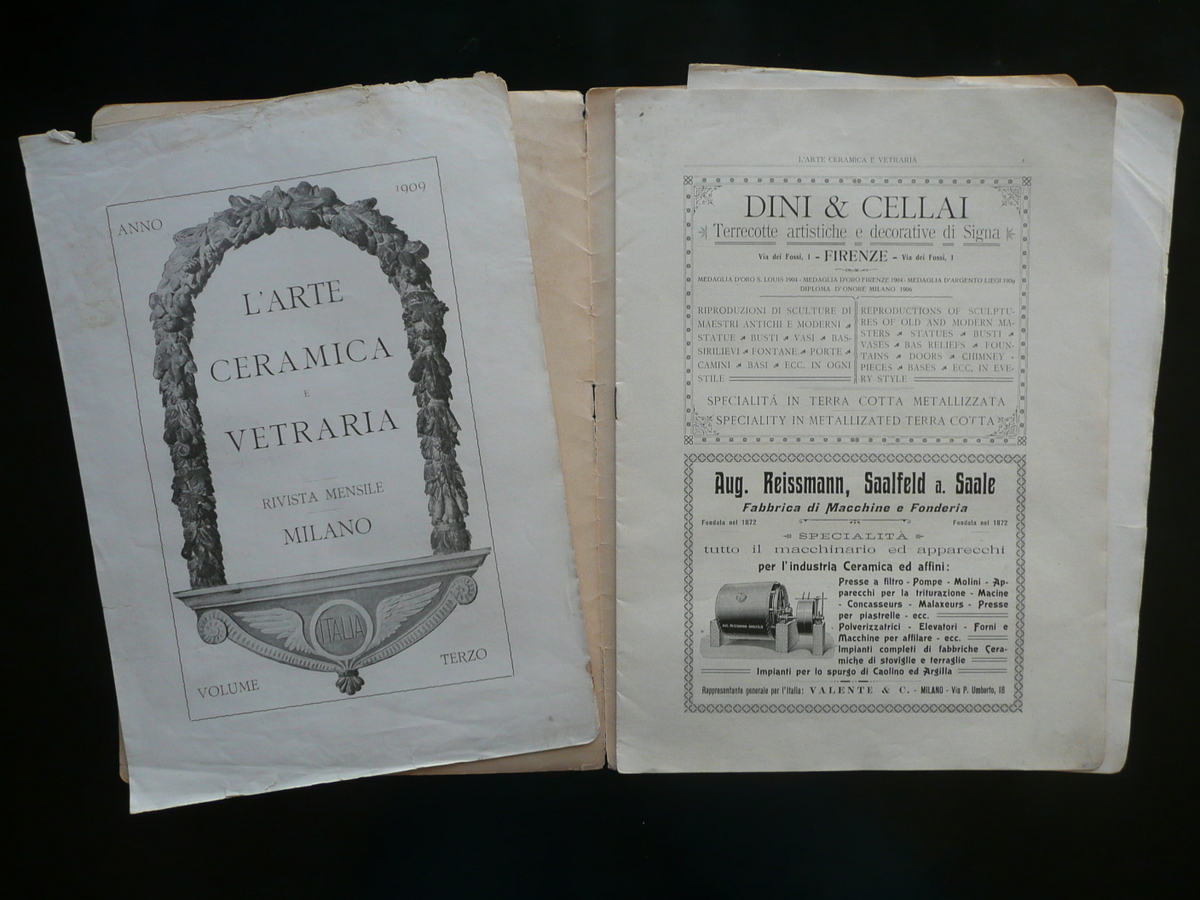 ANNO
1909
L'ARTE
CERAMICA
E
VETRARIA
RIVISTA MENSILE
MILANO
ITALIA
VOLUME
TERZO
L'ARTE CERAMICA E VETRARIA
DINI & CELLAI
Terrecotte artistiche e decorative di Signa
Via dei Fossi, 1 - FIRENZE - Via dei Fossi, 1
MEDAGLIA D'ORO S. LOUIS 1904 - MEDAGLIA D'ORO FIRENZE 1904 - MEDAGLIA D'ARGENTO LIEGI
DIPLOMA D'ONORE MILANO 1906
RIPRODUZIONI DI SCULTURE DI
MAESTRI ANTICHI E MODERNI
STATUE BUSTI VASI BAS-
SIRILIEVI FONTANE PORTE
CAMINI BASI ECC. IN OGNI
STILE
REPRODUCTIONS OF SCULPTU-
RES OF OLD AND MODERN MA-
STERS STATUES BUSTI
VASES BAS RELIEFS FOUN-
TAINS DOORS CHIMNEY -
PIECES BASES ECC. IN EVE-
RY STYLE
SPECIALITÁ IN TERRA COTTA METALLIZZATA
SPECIALITY IN METALLIZATED TERRA COTTA
Aug. Reissmann, Saalfeld a. Saale
Fabbrica di Macchine e Fonderia
Fondata nel 1872
Fondata nel 1872
SPECIALITÀ
tutto il macchinario ed apparecchi
per l'industria Ceramica ed affini:
Presse a filtro - Pompe - Molini - Ap-
parecchi per la triturazione - Macine
- Concasseurs - Malaxeurs - Presse
per piastrelle - ecc.
Polverizzatrici - Elevatori - Forni e
Macchine per affilare - ecc.
Impianti completi di fabbriche Cera-
miche di stoviglie e terraglie
Impianti per lo spurgo di Caolino ed Argilla
Rappresentante generale per l'Italia: VALENTE & C. - MILANO - Via P. Umberto, 18